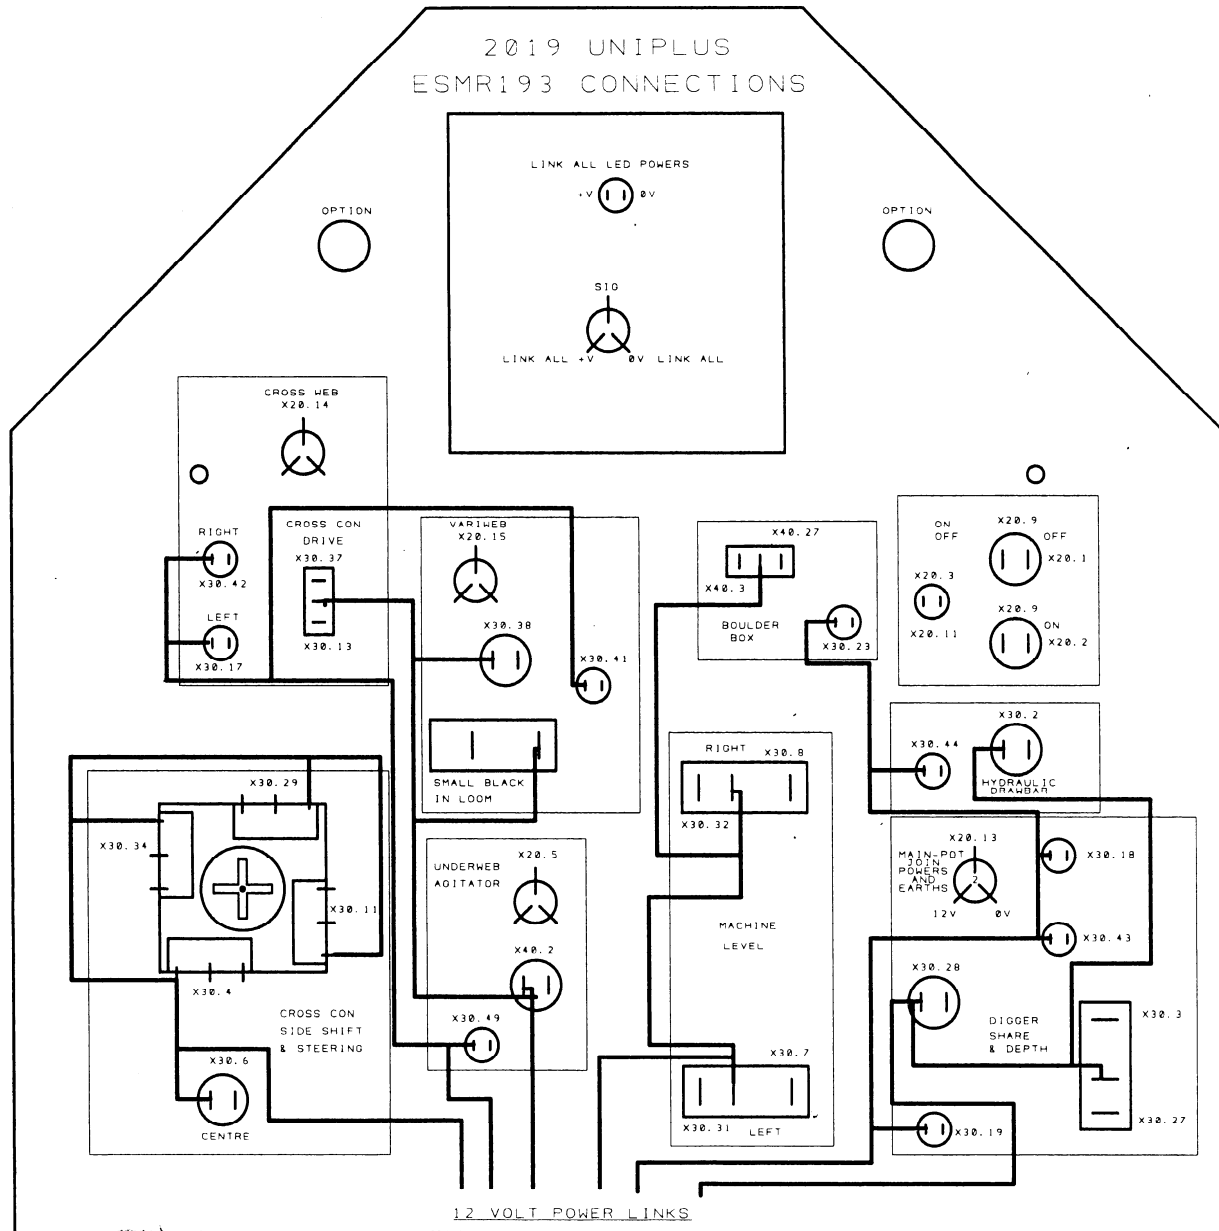 2019 UNIPLUS
ESMR193 CONNECTIONS
LINK ALL LED POWERS
+V 0V
OPTION
OPTION
SIG
LINK ALL +V 0V LINK ALL
CROSS WEB
X20.14
RIGHT
X30.42
LEFT
X30.17
CROSS CON
DRIVE
X30.37
X30.13
VARIWEB
X20.15
X30.38
X30.41
SMALL BLACK
IN LOOM
X40.27
X40.3
BOULDER
BOX
X30.23
ON
OFF
X20.9
OFF
X20.1
X20.3
X20.11
X20.9
ON
X20.2
X30.2
X30.44
HYDRAULIC
DRAWBAR
RIGHT
X30.8
X30.32
MACHINE
LEVEL
X30.7
X30.31
LEFT
X30.29
X30.34
X30.11
X30.4
CROSS CON
SIDE SHIFT
& STEERING
X30.6
CENTRE
UNDERWEB
AGITATOR
X20.5
X40.2
X30.49
X20.13
MAIN-POT
JOIN
POWERS
AND
EARTHS
2
12V 0V
X30.18
X30.43
X30.28
DIGGER
SHARE
& DEPTH
X30.3
X30.27
X30.19
12 VOLT POWER LINKS